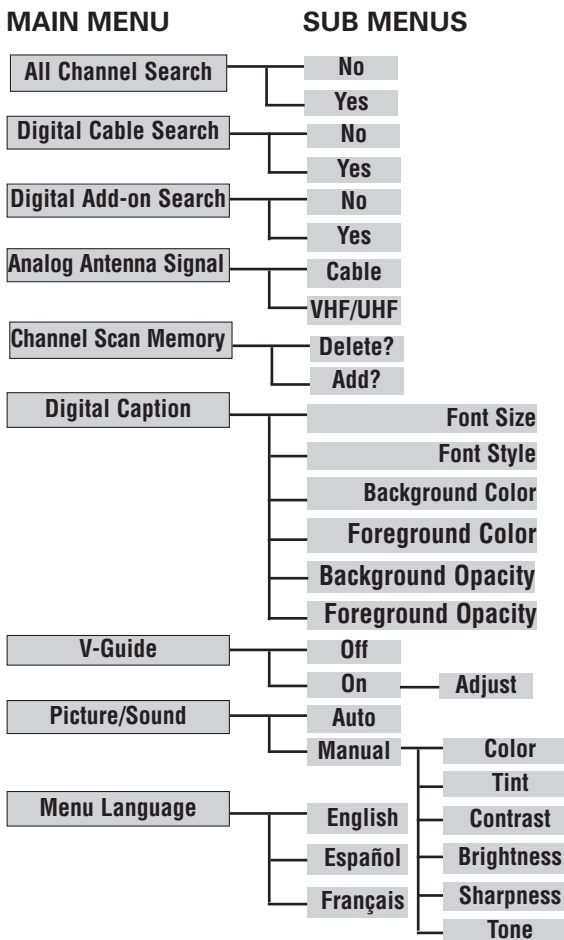 MAIN MENU SUB MENUS
All Channel Search No
Yes
Digital Cable Search No
Yes
Digital Add-on Search No
Yes
Analog Antenna Signal Cable
VHF/UHF
Channel Scan Memory Delete?
Add?
Digital Caption Font Size
Font Style
Background Color
Foreground Color
Background Opacity
Foreground Opacity
V-Guide Off
On Adjust
Picture/Sound Auto
Manual Color
Tint
Menu Language English Contrast
Español Brightness
Français Sharpness
Tone